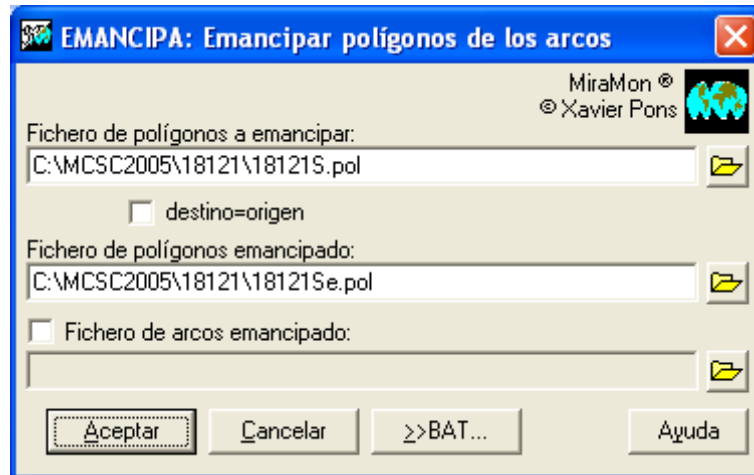 EMANCIPA: Emancipar polígonos de los arcos
MiraMon ®
© Xavier Pons
Fichero de polígonos a emancipar:
C:\MCSC2005\18121\18121S.pol
destino=origen
Fichero de polígonos emancipado:
C:\MCSC2005\18121\18121Se.pol
Fichero de arcos emancipado:
Aceptar
Cancelar
>>BAT...
Ayuda